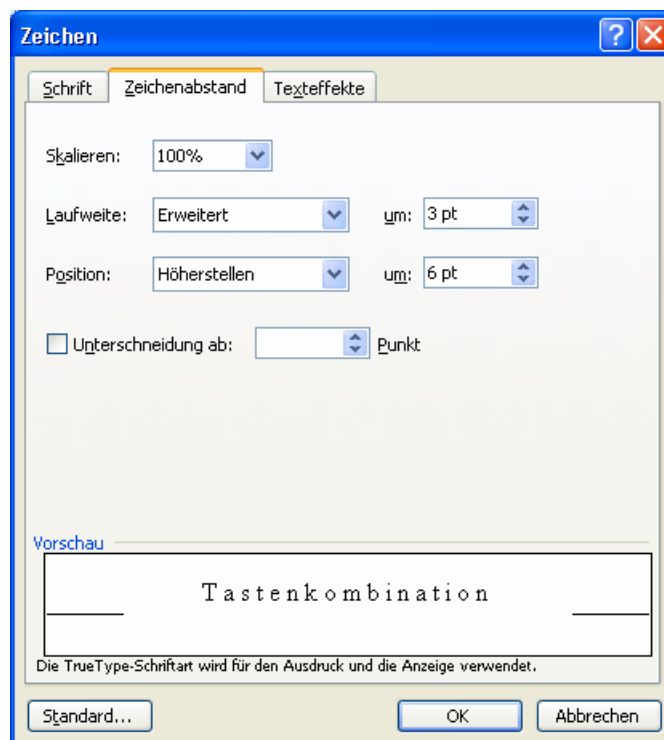 Zeichen
Schrift Zeichenabstand Texteffekte
Skalieren: 100%
Laufweite: Erweitert um: 3 pt
Position: Höherstellen um: 6 pt
Unterschneidung ab: Punkt
Vorschau
Tastenkombination
Die TrueType-Schriftart wird für den Ausdruck und die Anzeige verwendet.
Standard... OK Abbrechen